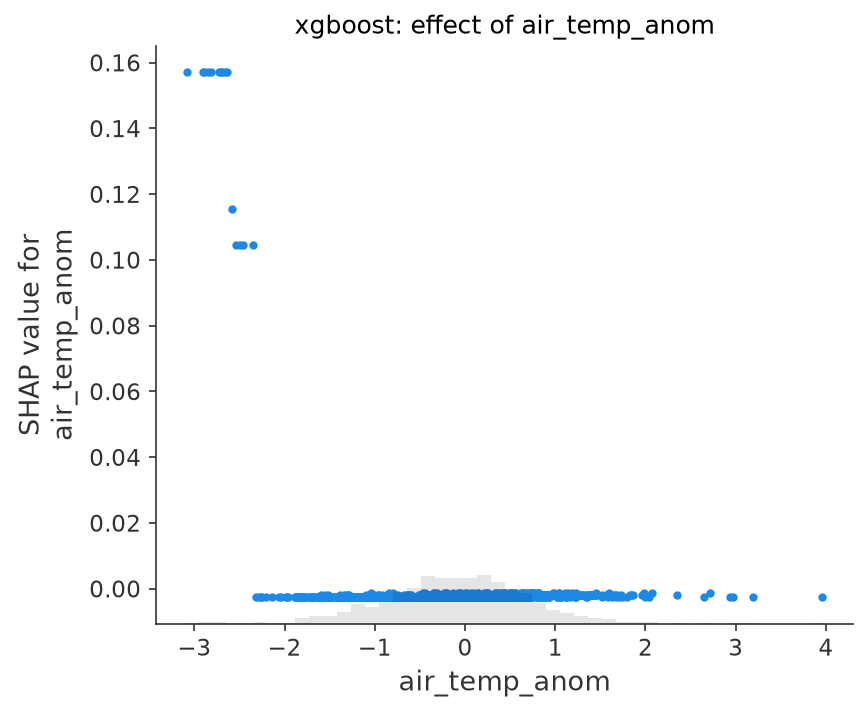 xgboost: effect of air_temp_anom
SHAP value for
air_temp_anom
0.16
0.14
0.12
0.10
0.08
0.06
0.04
0.02
0.00
−3 −2 −1 0 1 2 3 4
air_temp_anom